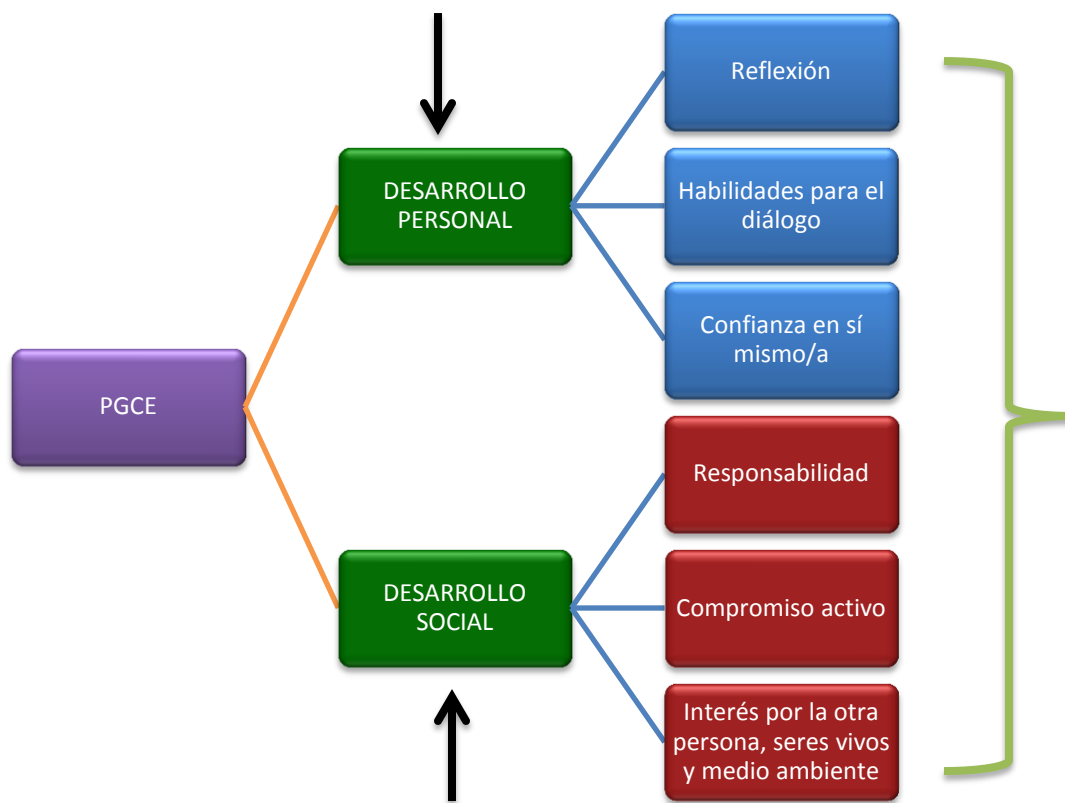 PGCE
DESARROLLO
PERSONAL
Reflexión
Habilidades para el
diálogo
Confianza en sí
mismo/a
DESARROLLO
SOCIAL
Responsabilidad
Compromiso activo
Interés por la otra
persona, seres vivos
y medio ambiente